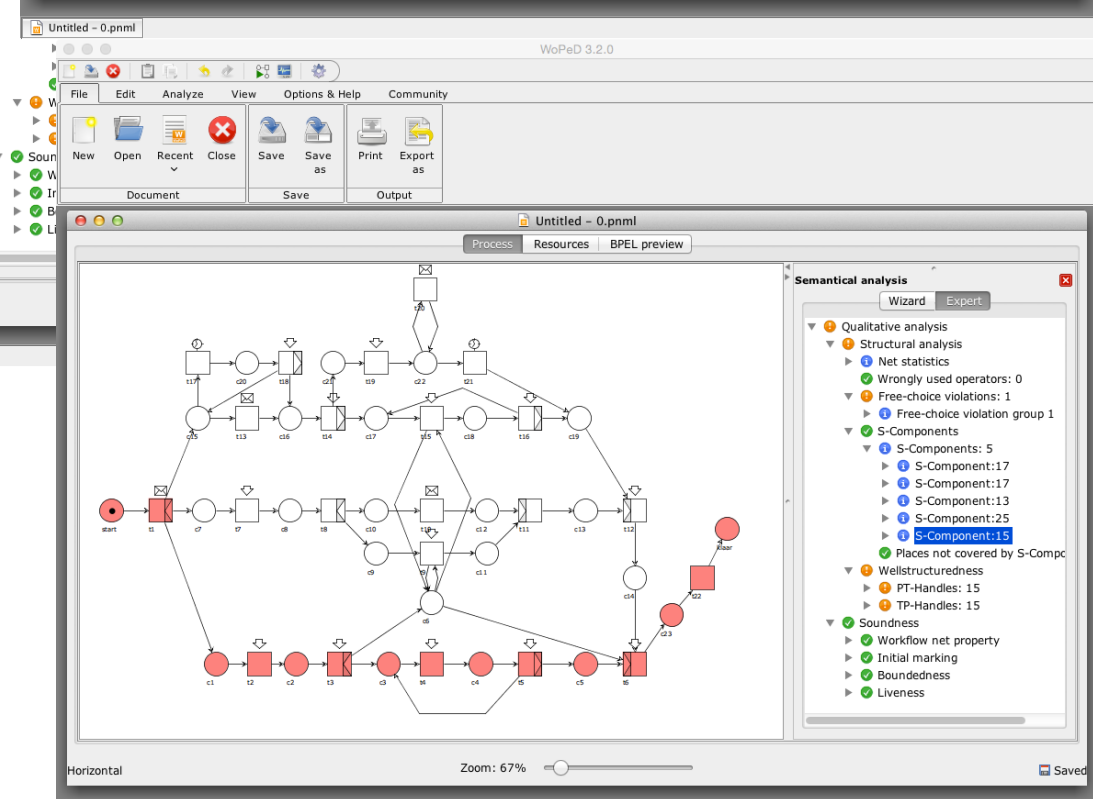 Untitled – 0.pnml
WoPeD 3.2.0
File Edit Analyze View Options & Help Community
New Open Recent Close Save Save as Print Export as
Document Save Output
Soun
Untitled – 0.pnml
Process Resources BPEL preview
Semantical analysis
Wizard Expert
Qualitative analysis
Structural analysis
Net statistics
Wrongly used operators: 0
Free-choice violations: 1
Free-choice violation group 1
S-Components
S-Components: 5
S-Component:17
S-Component:17
S-Component:13
S-Component:25
S-Component:15
Places not covered by S-Compc
Wellstructuredness
PT-Handles: 15
TP-Handles: 15
Soundness
Workflow net property
Initial marking
Boundedness
Liveness
t20
t17 c20 t18 c21 t19 c22 t21
c15 t13 c16 t14 c17 t15 c18 t16 c19
start t1 c7 t7 c8 t8 c10 t10 c12 t11 c13 t12
c9 t9 c11
klaar
c14 t22
c6
c23
c1 t2 c2 t3 c3 t4 c4 t5 c5 t6
Horizontal Zoom: 67% Saved